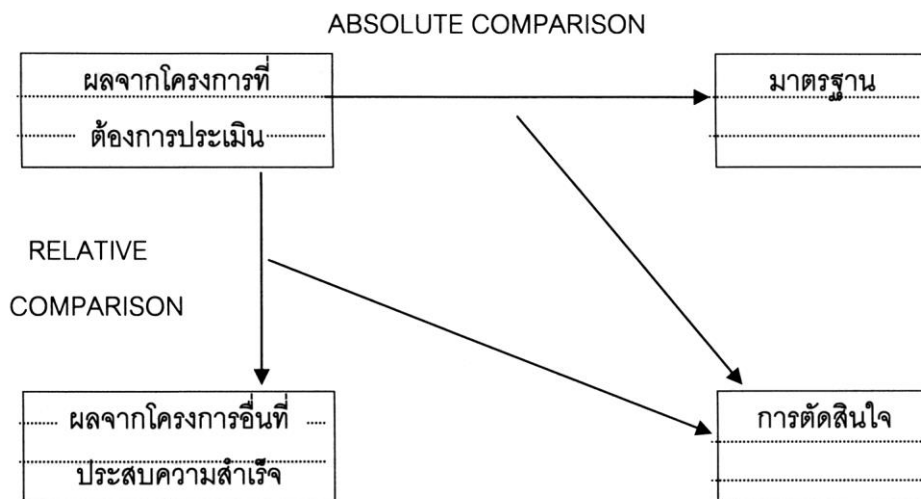 ABSOLUTE COMPARISON
ผลจากโครงการที่
ต้องการประเมิน
มาตรฐาน
RELATIVE
COMPARISON
ผลจากโครงการอื่นที่
ประสบความสำเร็จ
การตัดสินใจ